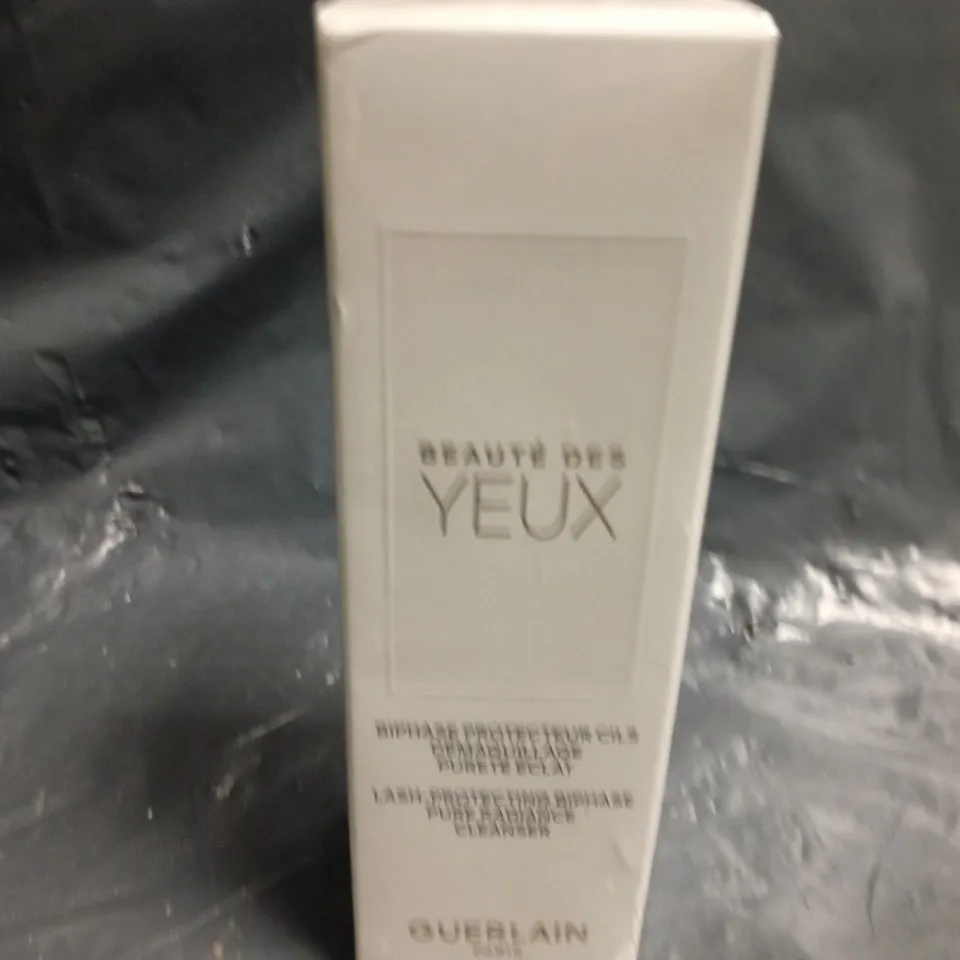 BEAUTÉ DES
YEUX
BIPHASE PROTECTEUR CILS
DÉMAQUILLAGE
PURETÉ ÉCLAT
LASH-PROTECTING BIPHASE
PURE RADIANCE
CLEANSER
GUERLAIN
PARIS